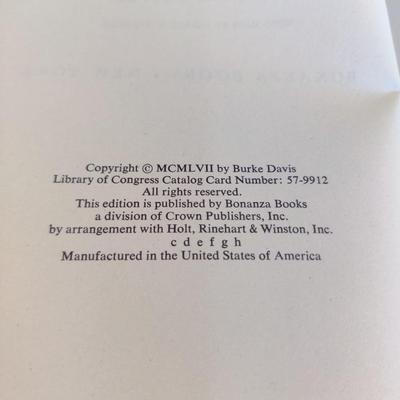 Copyright © MCMLVII by Burke Davis
Library of Congress Catalog Card Number: 57-9912
All rights reserved.
This edition is published by Bonanza Books
a division of Crown Publishers, Inc.
by arrangement with Holt, Rinehart & Winston, Inc.
c d e f g h
Manufactured in the United States of America